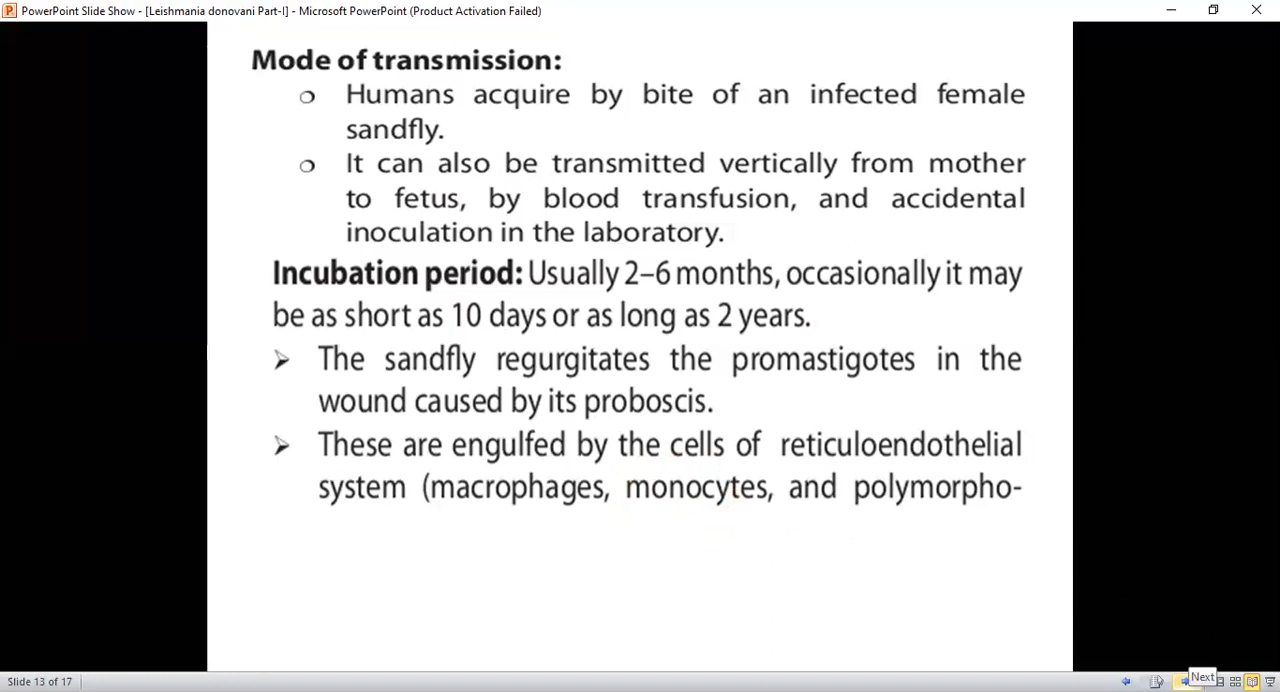 PowerPoint Slide Show - [Leishmania donovani Part-I] - Microsoft PowerPoint (Product Activation Failed)
Mode of transmission:
Humans acquire by bite of an infected female
sandfly.
It can also be transmitted vertically from mother
to fetus, by blood transfusion, and accidental
inoculation in the laboratory.
Incubation period: Usually 2–6 months, occasionally it may
be as short as 10 days or as long as 2 years.
The sandfly regurgitates the promastigotes in the
wound caused by its proboscis.
These are engulfed by the cells of reticuloendothelial
system (macrophages, monocytes, and polymorpho-
Slide 13 of 17
Next